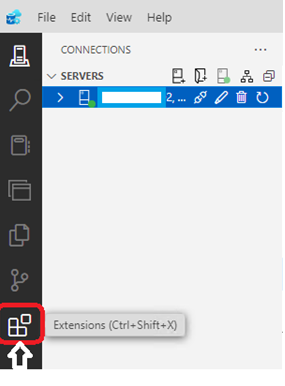 File Edit View Help
CONNECTIONS
SERVERS
2, ...
Extensions (Ctrl+Shift+X)